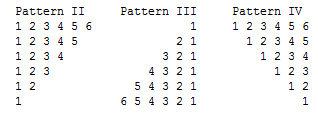 Pattern II          Pattern III         Pattern IV
1 2 3 4 5 6                   1         1 2 3 4 5 6
1 2 3 4 5                   2 1           1 2 3 4 5
1 2 3 4                   3 2 1             1 2 3 4
1 2 3                   4 3 2 1               1 2 3
1 2                   5 4 3 2 1                 1 2
1                   6 5 4 3 2 1                   1